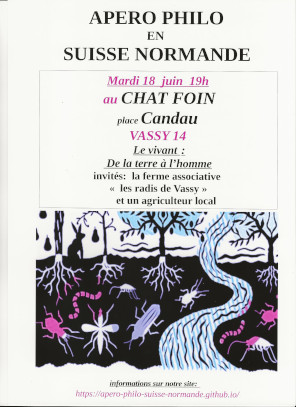 APERO PHILO
EN
SUISSE NORMANDE
Mardi 18 juin 19h
au CHAT FOIN
place Candau
VASSY 14
Le vivant :
De la terre à l'homme
invités: la ferme associative
« les radis de Vassy »
et un agriculteur local
informations sur notre site:
https://apero-philo-suisse-normande.github.io/